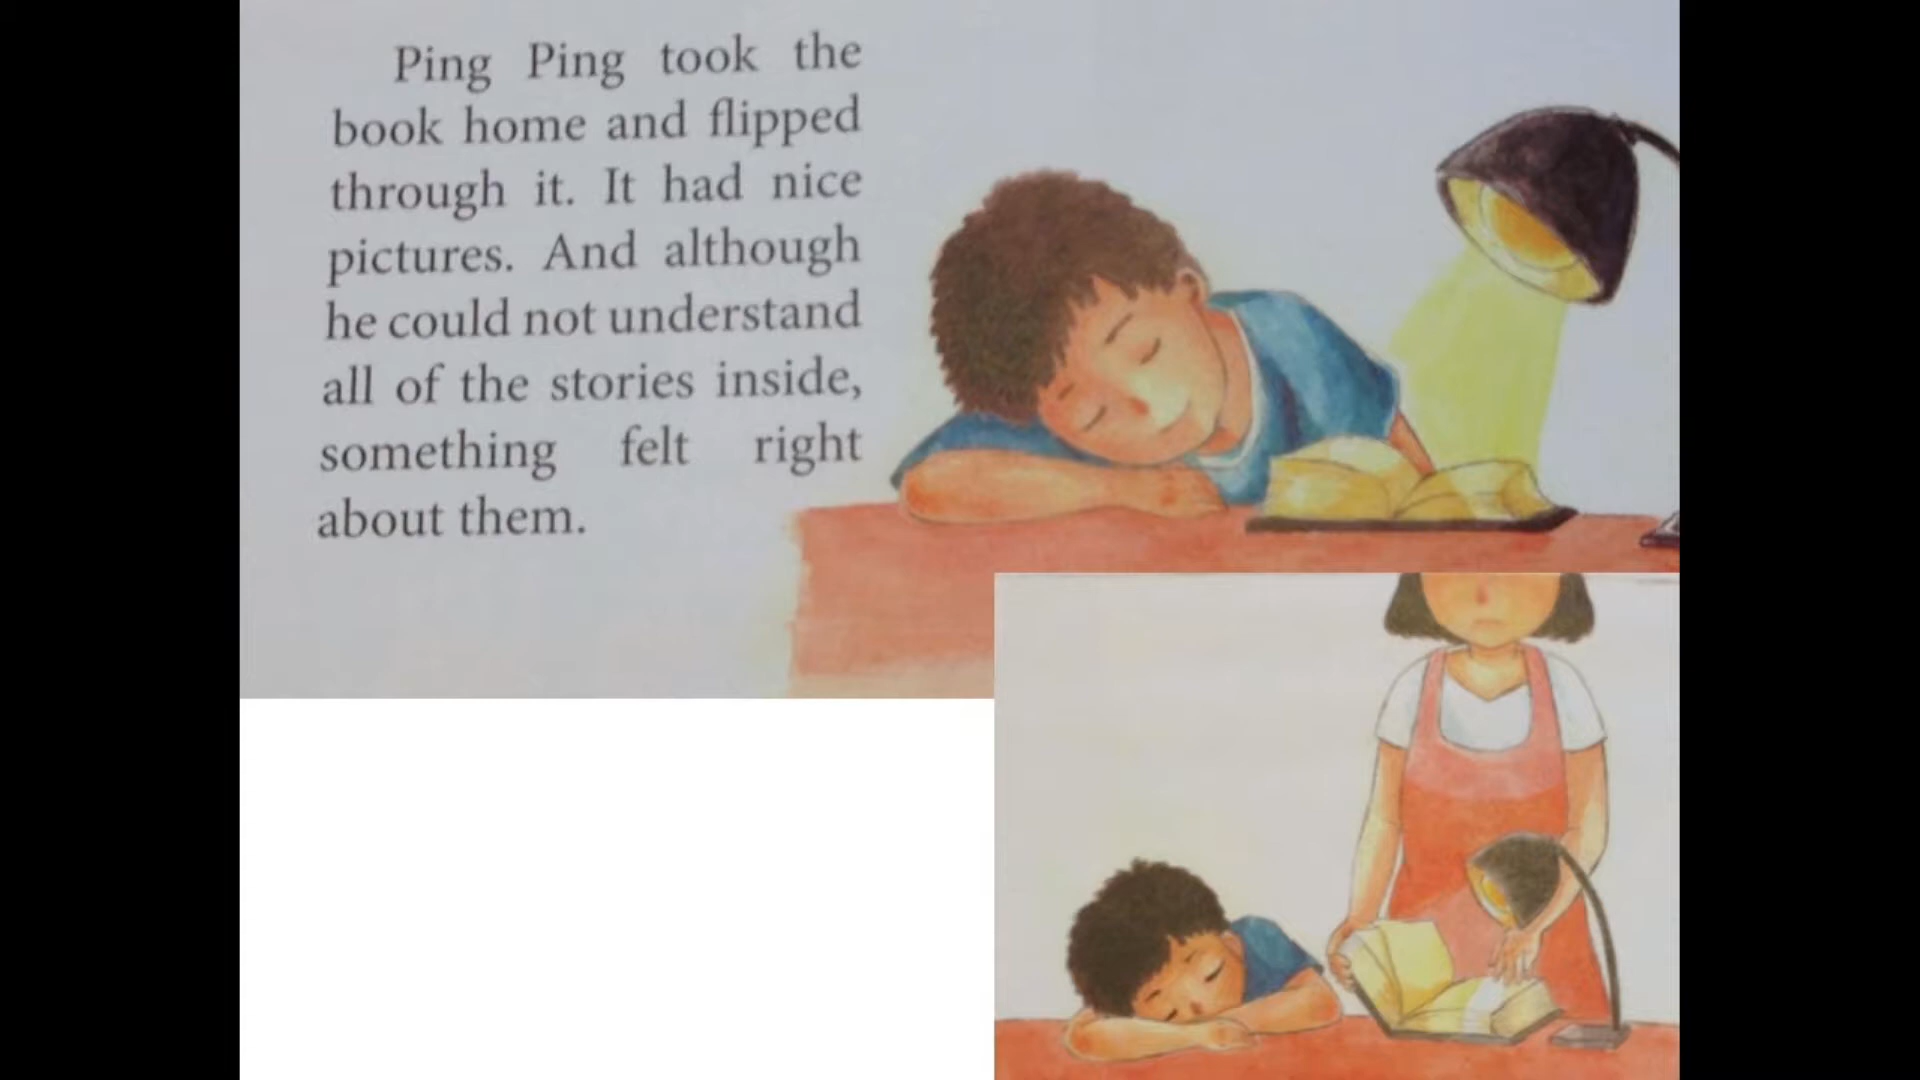 Ping Ping took the
book home and flipped
through it. It had nice
pictures. And although
he could not understand
all of the stories inside,
something felt right
about them.